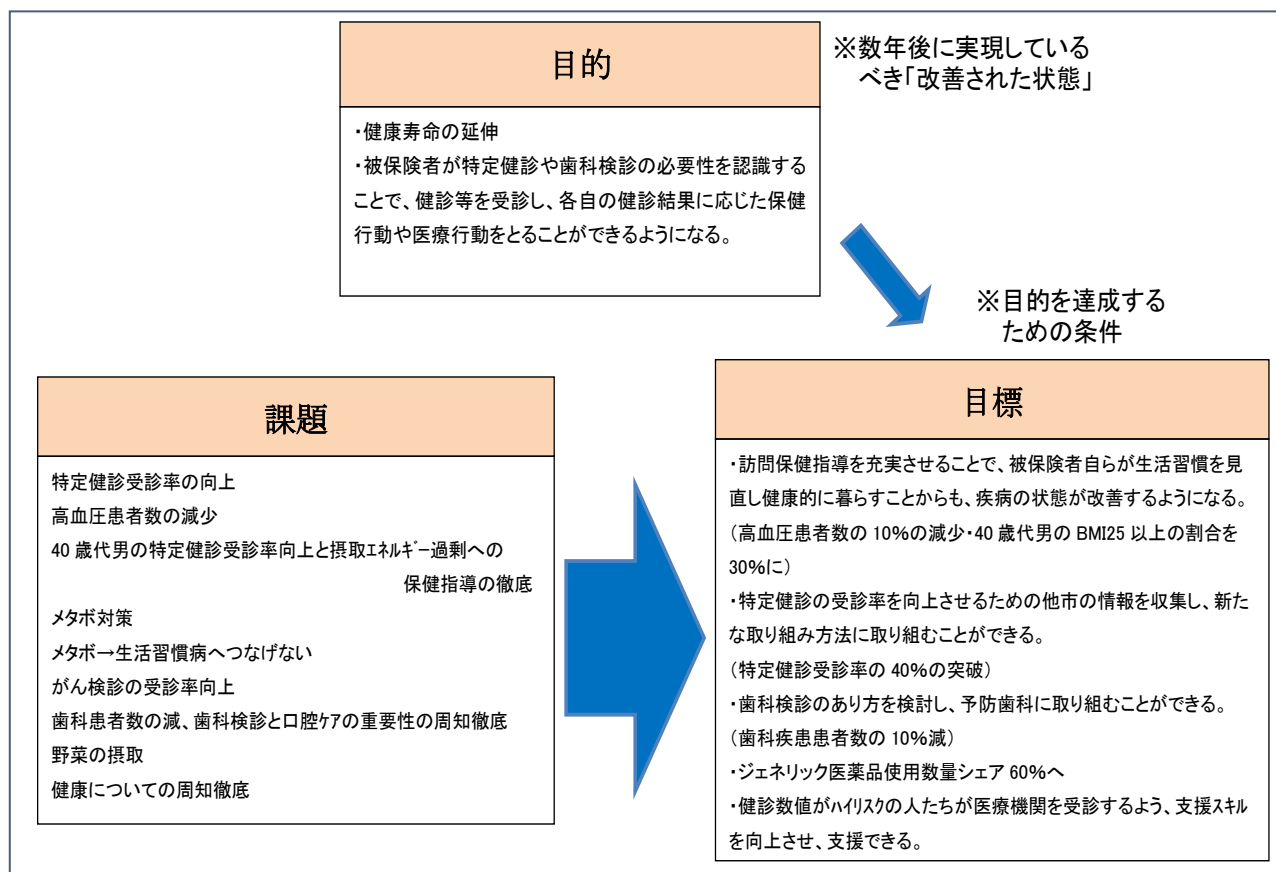 目的
※数年後に実現している
べき「改善された状態」
・健康寿命の延伸
・被保険者が特定健診や歯科検診の必要性を認識する
ことで、健診等を受診し、各自の健診結果に応じた保健
行動や医療行動をとることができるようになる。
※目的を達成する
ための条件
課題
特定健診受診率の向上
高血圧患者数の減少
40歳代男の特定健診受診率向上と摂取ｴﾈﾙｷﾞｰ過剰への
保健指導の徹底
メタボ対策
メタボ→生活習慣病へつなげない
がん検診の受診率向上
歯科患者数の減、歯科検診と口腔ｹｱの重要性の周知徹底
野菜の摂取
健康についての周知徹底
目標
・訪問保健指導を充実させることで、被保険者自らが生活習慣を見
直し健康的に暮らすことからも、疾病の状態が改善するようになる。
（高血圧患者数の10%の減少・40歳代男のBMI25以上の割合を
30%に）
・特定健診の受診率を向上させるための他市の情報を収集し、新た
な取り組み方法に取り組むことができる。
（特定健診受診率の40%の突破）
・歯科検診のあり方を検討し、予防歯科に取り組むことができる。
（歯科疾患患者数の10%減）
・ジェネリック医薬品使用数量シェア60%へ
・健診数値がﾊｲﾘｽｸの人たちが医療機関を受診するよう、支援ｽｷﾙ
を向上させ、支援できる。